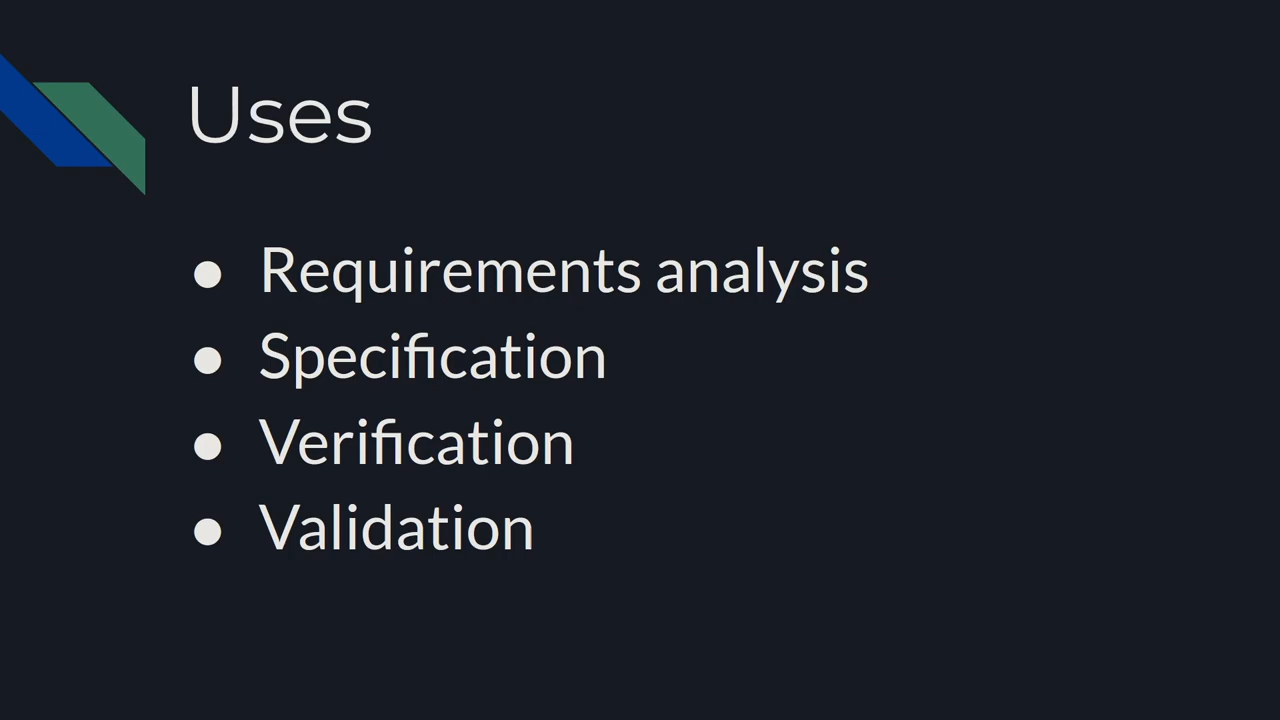 Uses
● Requirements analysis
● Specification
● Verification
● Validation